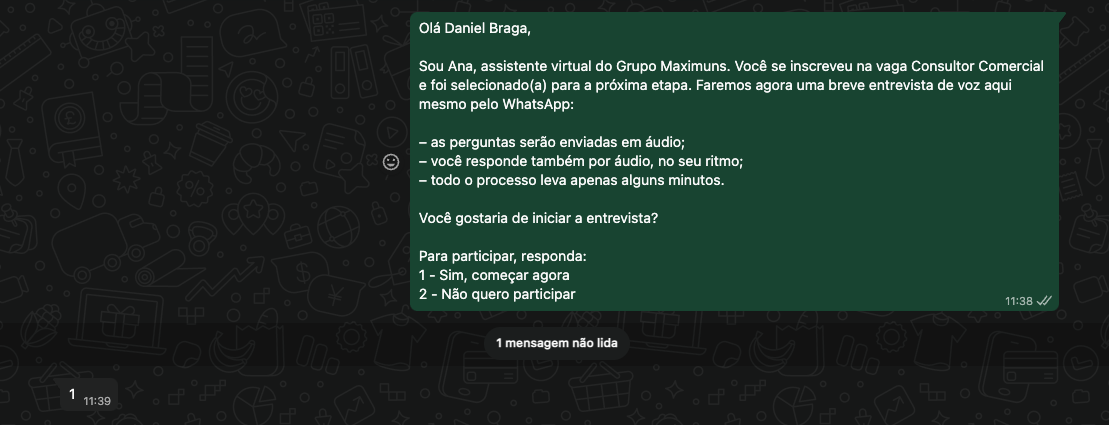 Olá Daniel Braga,
Sou Ana, assistente virtual do Grupo Maximuns. Você se inscreveu na vaga Consultor Comercial
e foi selecionado(a) para a próxima etapa. Faremos agora uma breve entrevista de voz aqui
mesmo pelo WhatsApp:
– as perguntas serão enviadas em áudio;
– você responde também por áudio, no seu ritmo;
– todo o processo leva apenas alguns minutos.
Você gostaria de iniciar a entrevista?
Para participar, responda:
1 - Sim, começar agora
2 - Não quero participar
11:38
1 mensagem não lida
1 11:39